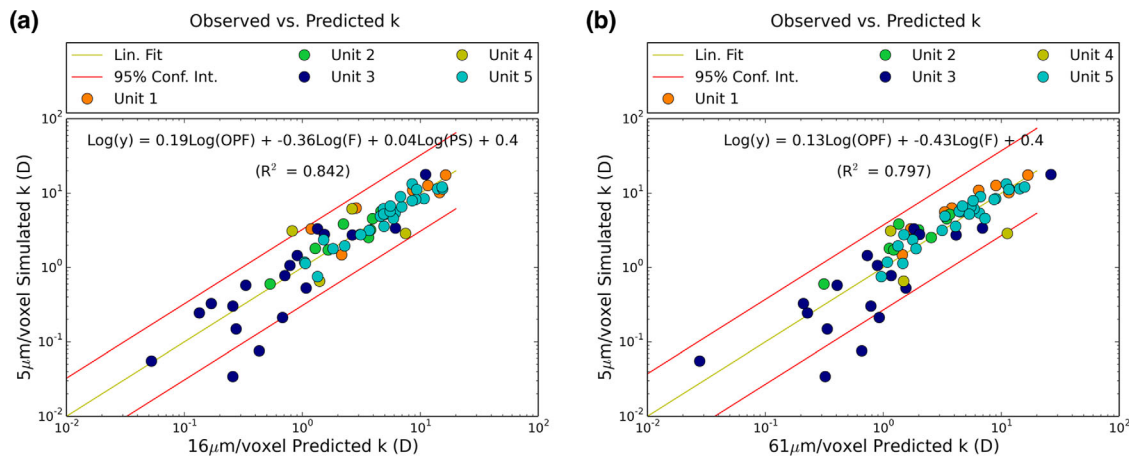 (a)
Observed vs. Predicted k
Lin. Fit
95% Conf. Int.
Unit 1
Unit 2
Unit 3
Unit 4
Unit 5
Log(y) = 0.19Log(OPF) + -0.36Log(F) + 0.04Log(PS) + 0.4
(R² = 0.842)
5μm/voxel Simulated k (D)
10²
10¹
10⁰
10⁻¹
10⁻²
10⁻² 10⁻¹ 10⁰ 10¹ 10²
16μm/voxel Predicted k (D)
(b)
Observed vs. Predicted k
Lin. Fit
95% Conf. Int.
Unit 1
Unit 2
Unit 3
Unit 4
Unit 5
Log(y) = 0.13Log(OPF) + -0.43Log(F) + 0.4
(R² = 0.797)
5μm/voxel Simulated k (D)
10²
10¹
10⁰
10⁻¹
10⁻²
10⁻² 10⁻¹ 10⁰ 10¹ 10²
61μm/voxel Predicted k (D)